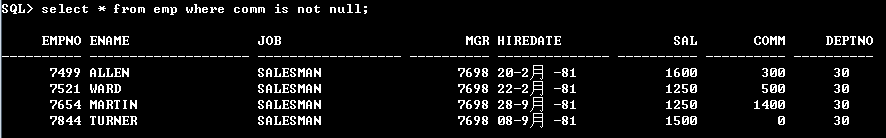 SQL> select * from emp where comm is not null;
EMPNO ENAME JOB MGR HIREDATE SAL COMM DEPTNO
7499 ALLEN SALESMAN 7698 20-2月 -81 1600 300 30
7521 WARD SALESMAN 7698 22-2月 -81 1250 500 30
7654 MARTIN SALESMAN 7698 28-9月 -81 1250 1400 30
7844 TURNER SALESMAN 7698 08-9月 -81 1500 0 30